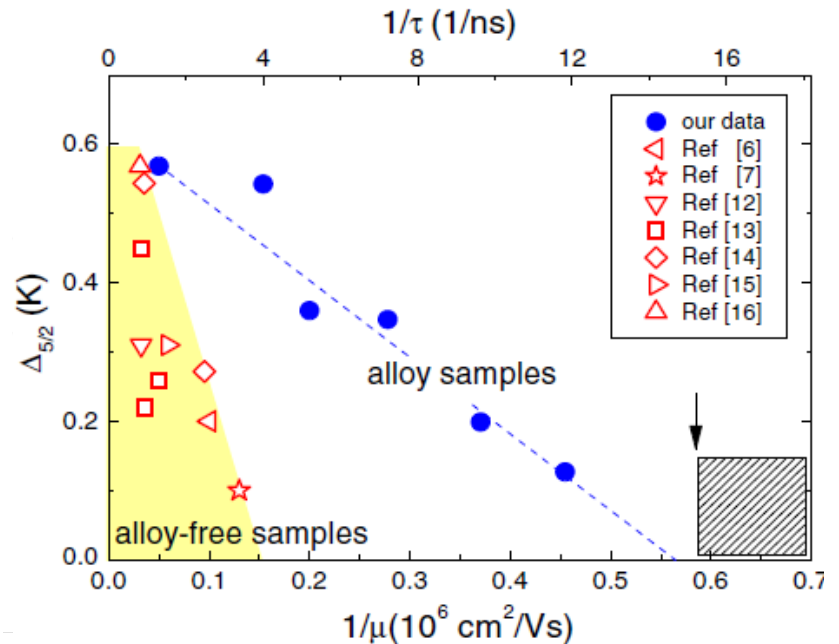 1/τ (1/ns)
0 4 8 12 16
our data
Ref [6]
Ref [7]
Ref [12]
Ref [13]
Ref [14]
Ref [15]
Ref [16]
0.6
0.4
0.2
0.0
Δ5/2 (K)
alloy samples
alloy-free samples
0.0 0.1 0.2 0.3 0.4 0.5 0.6 0.7
1/μ(10⁶ cm²/Vs)